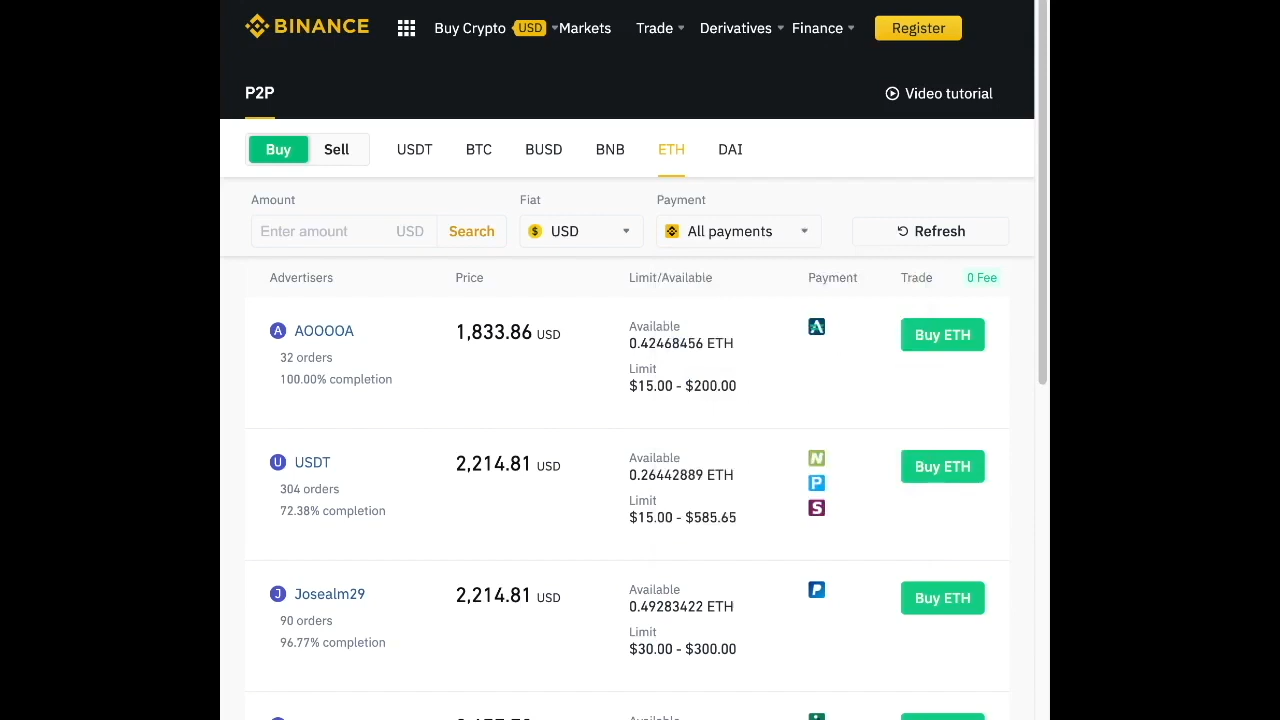 BINANCE Buy Crypto USD Markets Trade Derivatives Finance Register
P2P Video tutorial
Buy Sell USDT BTC BUSD BNB ETH DAI
Amount Fiat Payment
Enter amount USD Search USD All payments Refresh
Advertisers Price Limit/Available Payment Trade 0 Fee
A AOOOOA 1,833.86 USD Available A Buy ETH
0.42468456 ETH
32 orders
Limit
100.00% completion
$15.00 - $200.00
U USDT 2,214.81 USD Available N Buy ETH
0.26442889 ETH
304 orders P
Limit
72.38% completion S
$15.00 - $585.65
J Josealm29 2,214.81 USD Available P Buy ETH
0.49283422 ETH
90 orders
Limit
96.77% completion
$30.00 - $300.00